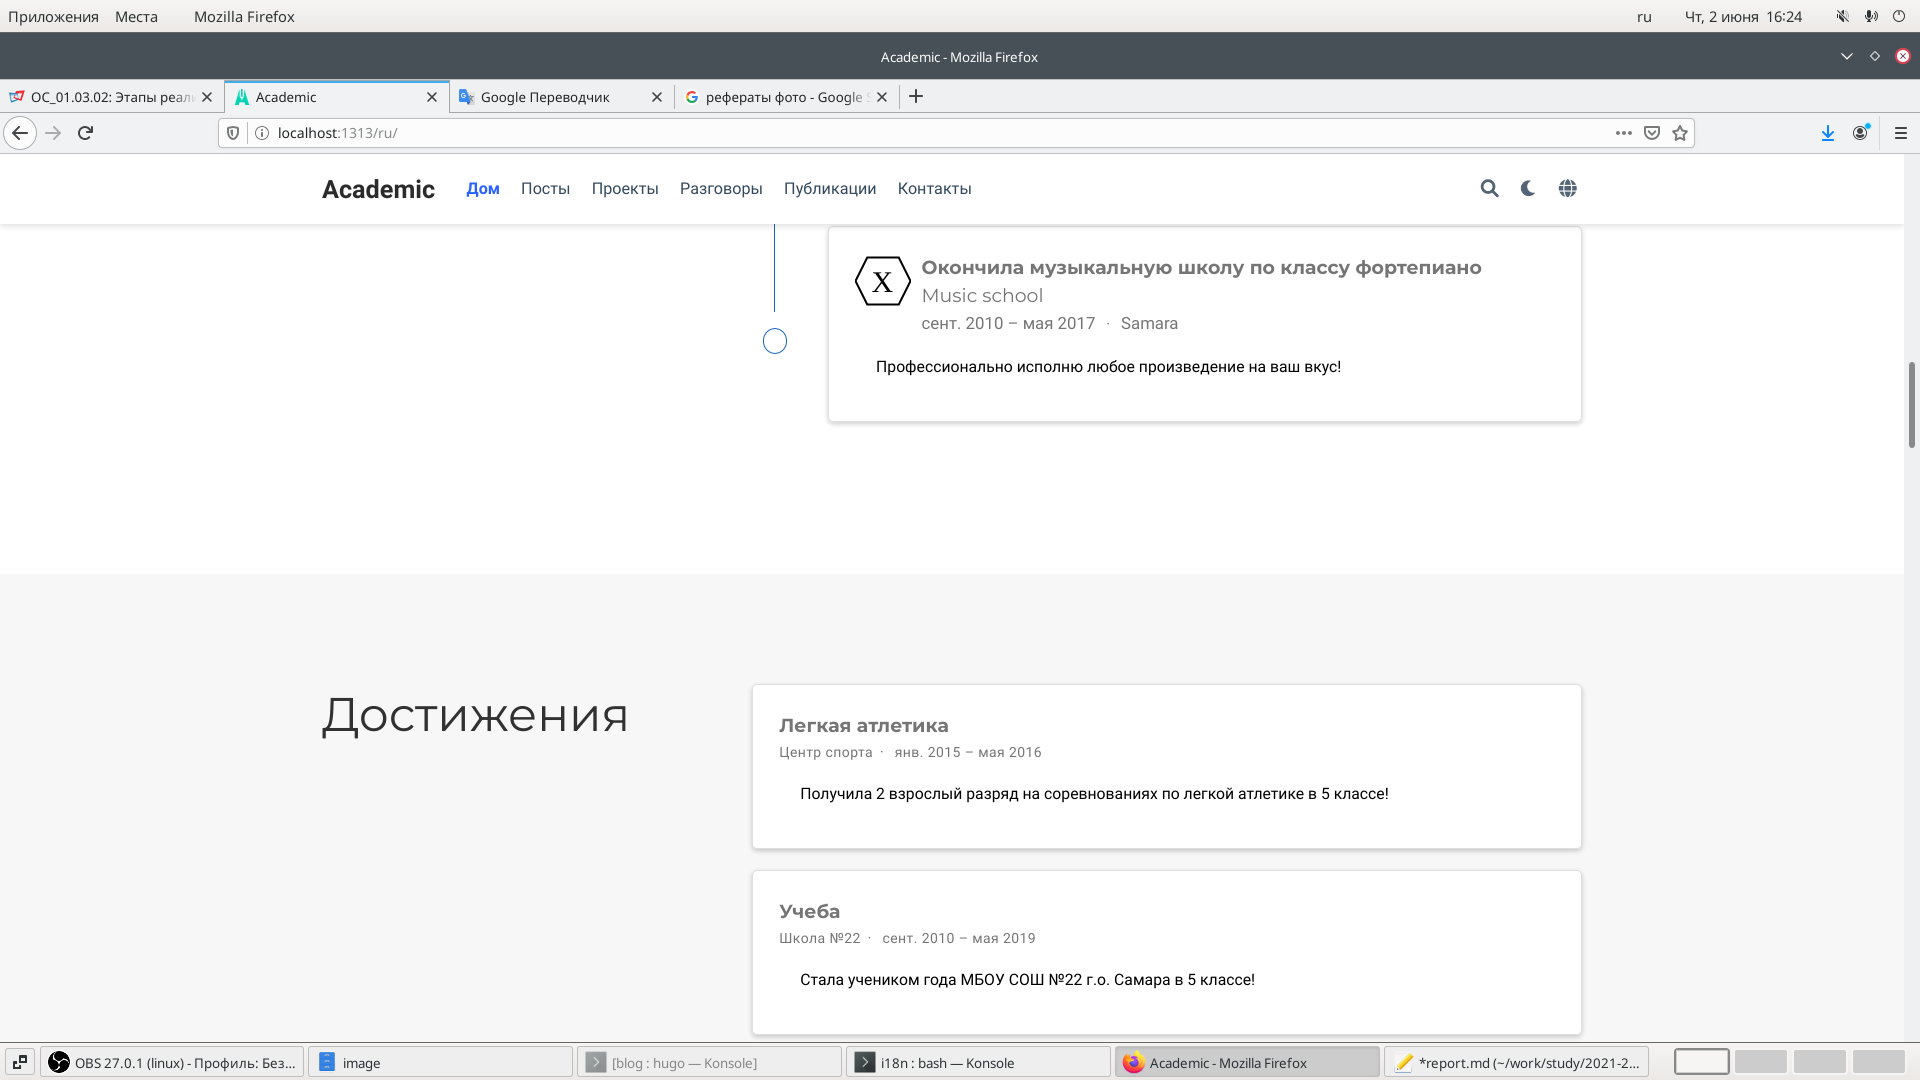 Приложения Места Mozilla Firefox ru Чт, 2 июня 16:24
Academic - Mozilla Firefox
ОС_01.03.02: Этапы реал Academic Google Переводчик рефераты фото - Google S
localhost:1313/ru/
Academic Дом Посты Проекты Разговоры Публикации Контакты
X
Окончила музыкальную школу по классу фортепиано
Music school
сент. 2010 – мая 2017 · Samara
Профессионально исполню любое произведение на ваш вкус!
Достижения
Легкая атлетика
Центр спорта · янв. 2015 – мая 2016
Получила 2 взрослый разряд на соревнованиях по легкой атлетике в 5 классе!
Учеба
Школа №22 · сент. 2010 – мая 2019
Стала учеником года МБОУ СОШ №22 г.о. Самара в 5 классе!
OBS 27.0.1 (linux) - Профиль: Без... image [blog : hugo — Konsole] i18n : bash — Konsole Academic - Mozilla Firefox *report.md (~/work/study/2021-2...